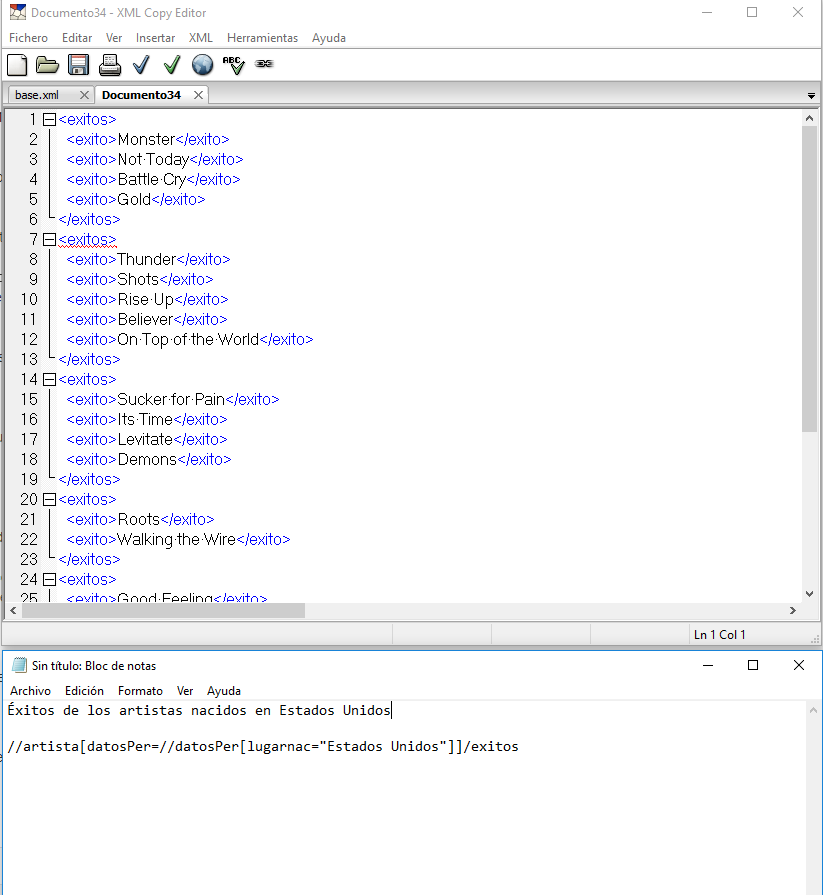 Documento34 - XML Copy Editor
Fichero Editar Ver Insertar XML Herramientas Ayuda
ABC
base.xml Documento34
1 <exitos>
2 <exito>Monster</exito>
3 <exito>Not·Today</exito>
4 <exito>Battle·Cry</exito>
5 <exito>Gold</exito>
6 </exitos>
7 <exitos>
8 <exito>Thunder</exito>
9 <exito>Shots</exito>
10 <exito>Rise·Up</exito>
11 <exito>Believer</exito>
12 <exito>On·Top·of·the·World</exito>
13 </exitos>
14 <exitos>
15 <exito>Sucker·for·Pain</exito>
16 <exito>Its·Time</exito>
17 <exito>Levitate</exito>
18 <exito>Demons</exito>
19 </exitos>
20 <exitos>
21 <exito>Roots</exito>
22 <exito>Walking·the·Wire</exito>
23 </exitos>
24 <exitos>
25 <exito>Good·Feeling</exito>
Ln 1 Col 1
Sin título: Bloc de notas
Archivo Edición Formato Ver Ayuda
Éxitos de los artistas nacidos en Estados Unidos
//artista[datosPer=//datosPer[lugarnac="Estados Unidos"]]/exitos